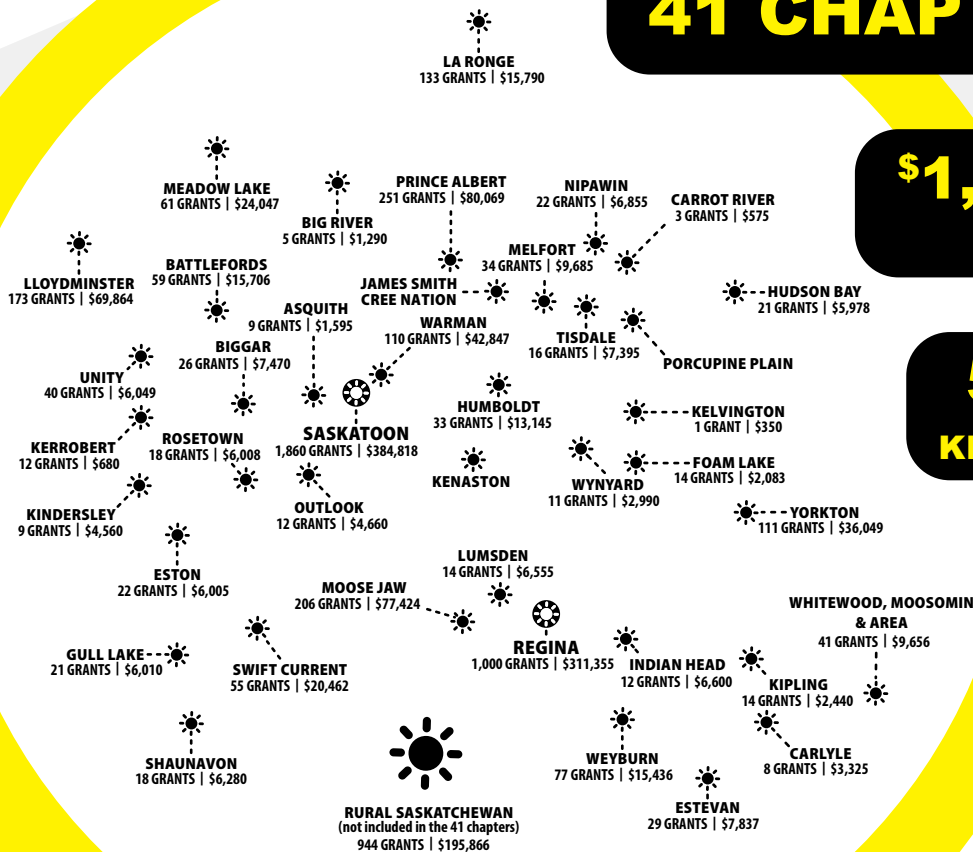 41 CHAP
LA RONGE
133 GRANTS | $15,790
$1,
MEADOW LAKE
61 GRANTS | $24,047
BIG RIVER
5 GRANTS | $1,290
PRINCE ALBERT
251 GRANTS | $80,069
NIPAWIN
22 GRANTS | $6,855
CARROT RIVER
3 GRANTS | $575
LLOYDMINSTER
173 GRANTS | $69,864
BATTLEFORDS
59 GRANTS | $15,706
MELFORT
34 GRANTS | $9,685
JAMES SMITH
CREE NATION
HUDSON BAY
21 GRANTS | $5,978
ASQUITH
9 GRANTS | $1,595
WARMAN
110 GRANTS | $42,847
TISDALE
16 GRANTS | $7,395
PORCUPINE PLAIN
BIGGAR
26 GRANTS | $7,470
UNITY
40 GRANTS | $6,049
HUMBOLDT
33 GRANTS | $13,145
KELVINGTON
1 GRANT | $350
KERROBERT
12 GRANTS | $680
ROSETOWN
18 GRANTS | $6,008
SASKATOON
1,860 GRANTS | $384,818
KENASTON
WYNYARD
11 GRANTS | $2,990
FOAM LAKE
14 GRANTS | $2,083
KINDERSLEY
9 GRANTS | $4,560
OUTLOOK
12 GRANTS | $4,660
YORKTON
111 GRANTS | $36,049
ESTON
22 GRANTS | $6,005
LUMSDEN
14 GRANTS | $6,555
MOOSE JAW
206 GRANTS | $77,424
WHITEWOOD, MOOSOMIN
& AREA
41 GRANTS | $9,656
GULL LAKE
21 GRANTS | $6,010
SWIFT CURRENT
55 GRANTS | $20,462
REGINA
1,000 GRANTS | $311,355
INDIAN HEAD
12 GRANTS | $6,600
KIPLING
14 GRANTS | $2,440
SHAUNAVON
18 GRANTS | $6,280
WEYBURN
77 GRANTS | $15,436
CARLYLE
8 GRANTS | $3,325
ESTEVAN
29 GRANTS | $7,837
RURAL SASKATCHEWAN
(not included in the 41 chapters)
944 GRANTS | $195,866